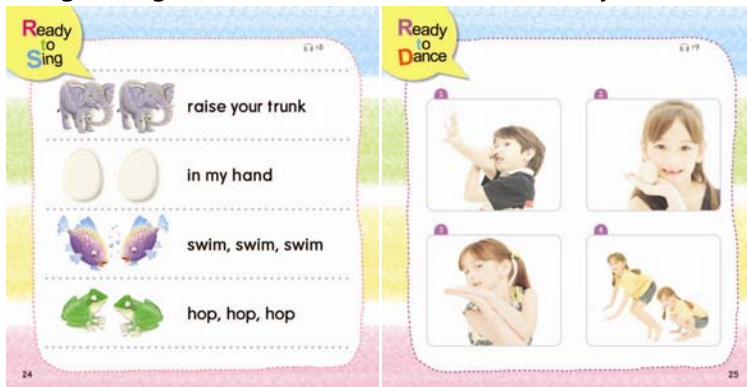 Ready
to
Sing
18
raise your trunk
in my hand
swim, swim, swim
hop, hop, hop
24
Ready
to
Dance
19
1
2
3
4
25